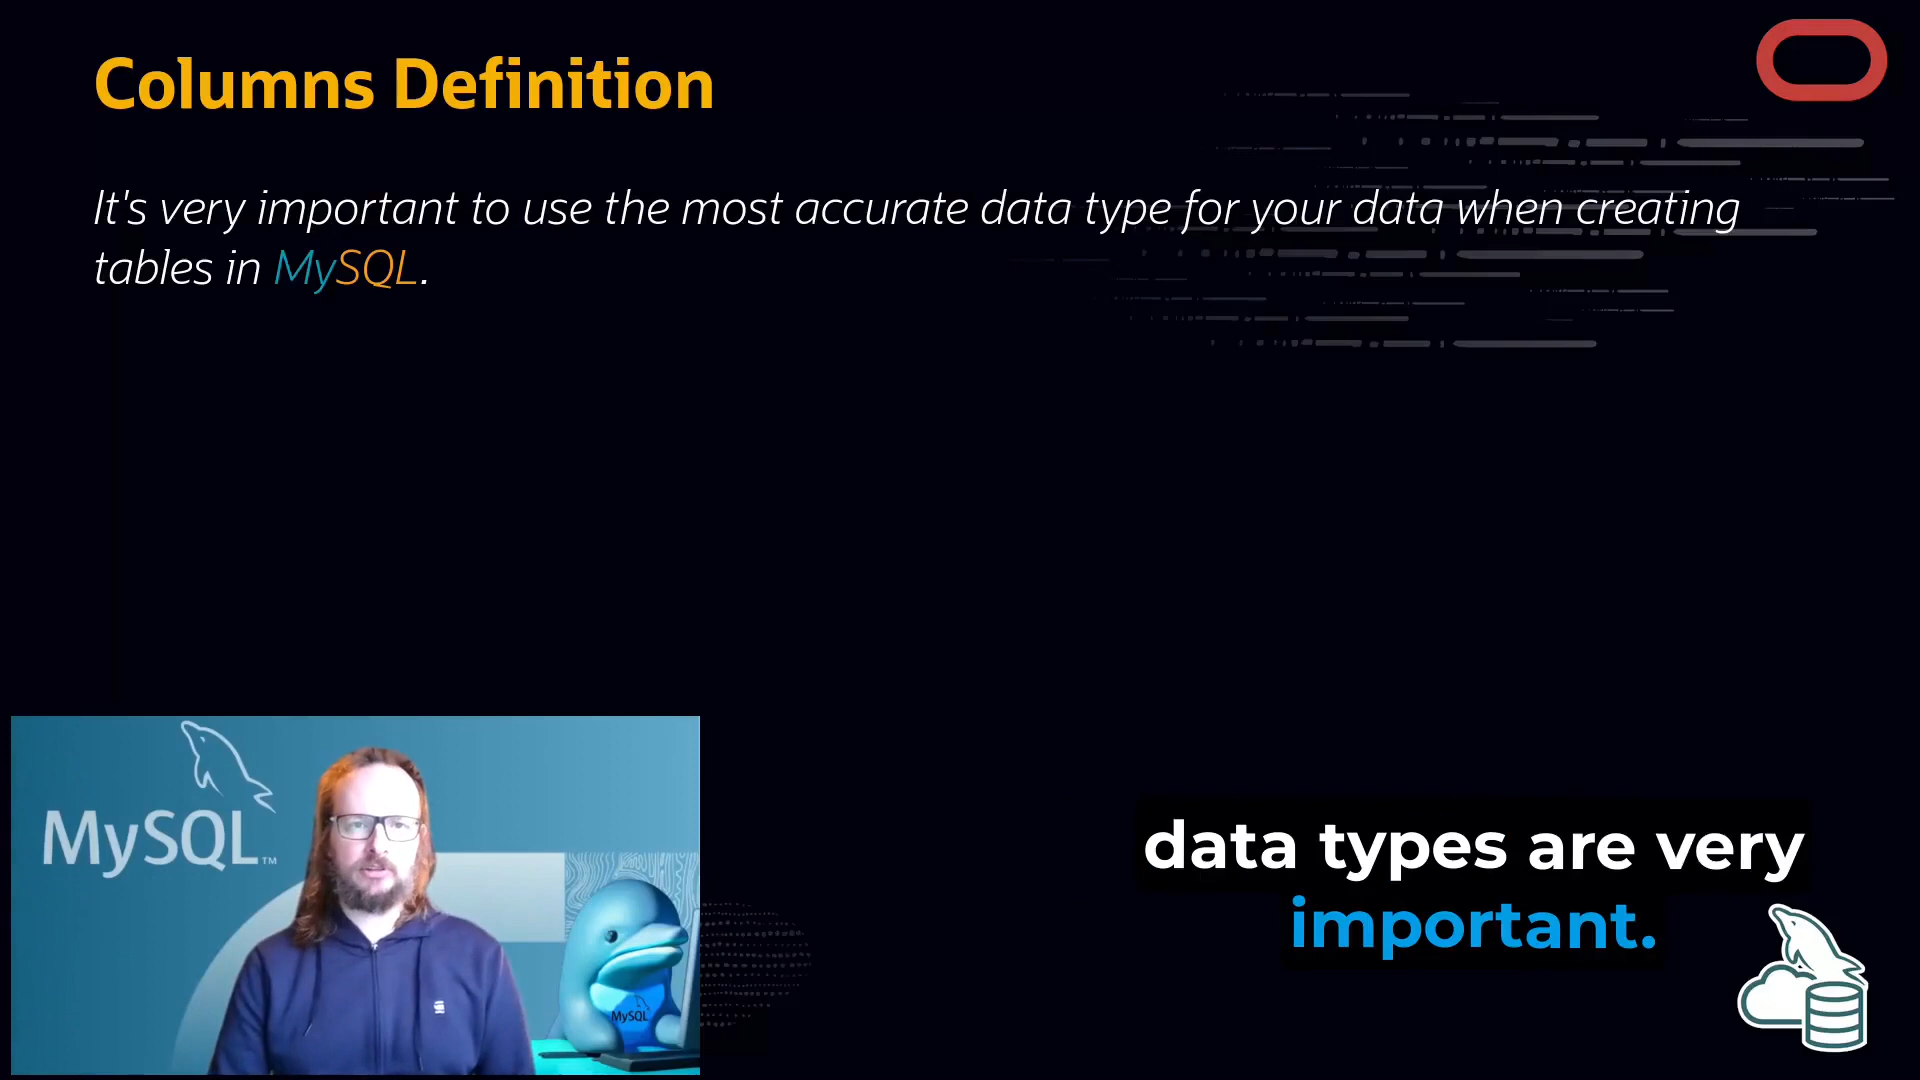 Columns Definition
It's very important to use the most accurate data type for your data when creating
tables in MySQL.
MySQL™
MySQL
data types are very
important.